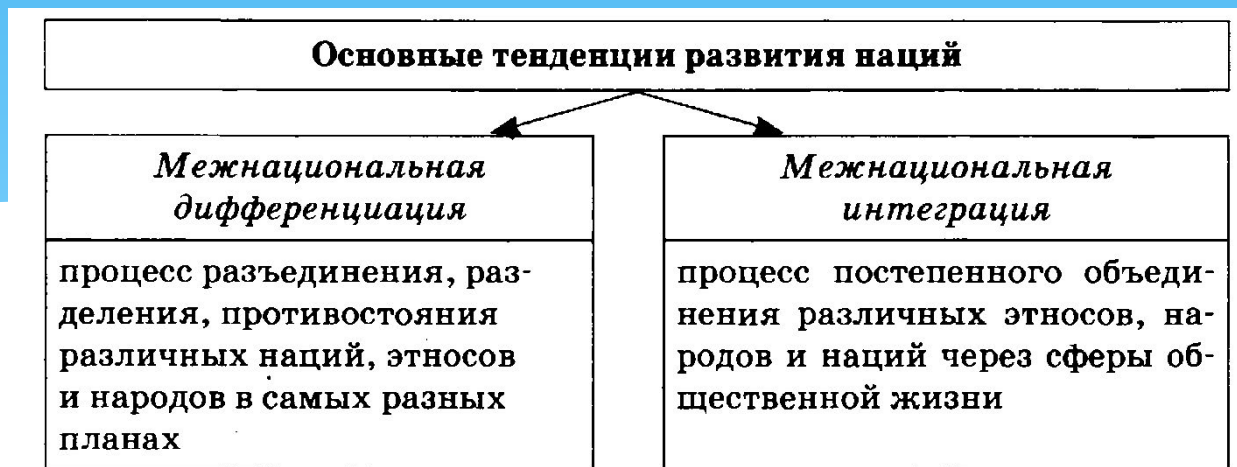 Основные тенденции развития наций
Межнациональная
дифференциация
процесс разъединения, раз-
деления, противостояния
различных наций, этносов
и народов в самых разных
планах
Межнациональная
интеграция
процесс постепенного объеди-
нения различных этносов, на-
родов и наций через сферы об-
щественной жизни